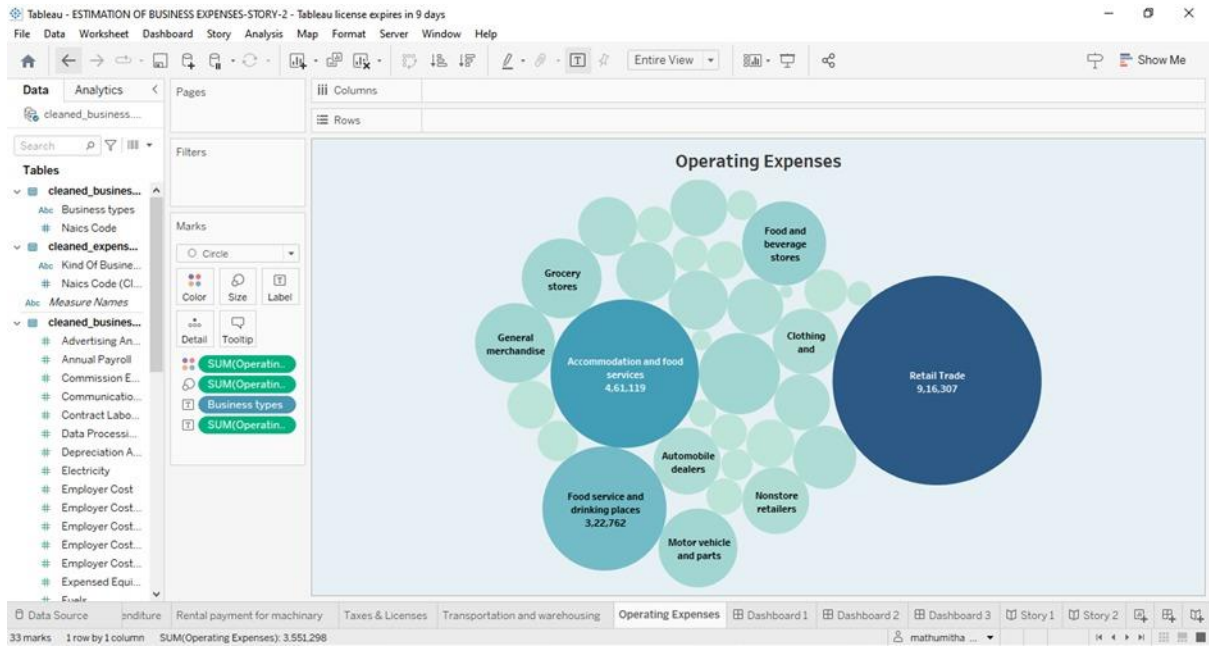 Tableau - ESTIMATION OF BUSINESS EXPENSES-STORY-2 - Tableau license expires in 9 days
File Data Worksheet Dashboard Story Analysis Map Format Server Window Help
Entire View
Show Me
Data Analytics
cleaned_business....
Search
Tables
cleaned_busines...
Abc Business types
# Naics Code
cleaned_expens...
Abc Kind Of Busine...
# Naics Code (Cl...
Abc Measure Names
cleaned_busines...
# Advertising An...
# Annual Payroll
# Commission E...
# Communicatio...
# Contract Labo...
# Data Processi...
# Depreciation A...
# Electricity
# Employer Cost
# Employer Cost...
# Employer Cost...
# Employer Cost...
# Employer Cost...
# Expensed Equi...
# Fuels
Pages
Filters
Marks
Circle
Color Size Label
Detail Tooltip
SUM(Operatin..
SUM(Operatin..
Business types
SUM(Operatin..
Columns
Rows
Operating Expenses
Food and
beverage
stores
Grocery
stores
General
merchandise
Clothing
and
Accommodation and food
services
4,61,119
Retail Trade
9,16,307
Automobile
dealers
Food service and
drinking places
3,22,762
Nonstore
retailers
Motor vehicle
and parts
Data Source enditure Rental payment for machinary Taxes & Licenses Transportation and warehousing Operating Expenses Dashboard 1 Dashboard 2 Dashboard 3 Story 1 Story 2
33 marks 1 row by 1 column SUM(Operating Expenses): 3,551,298
mathumitha ...